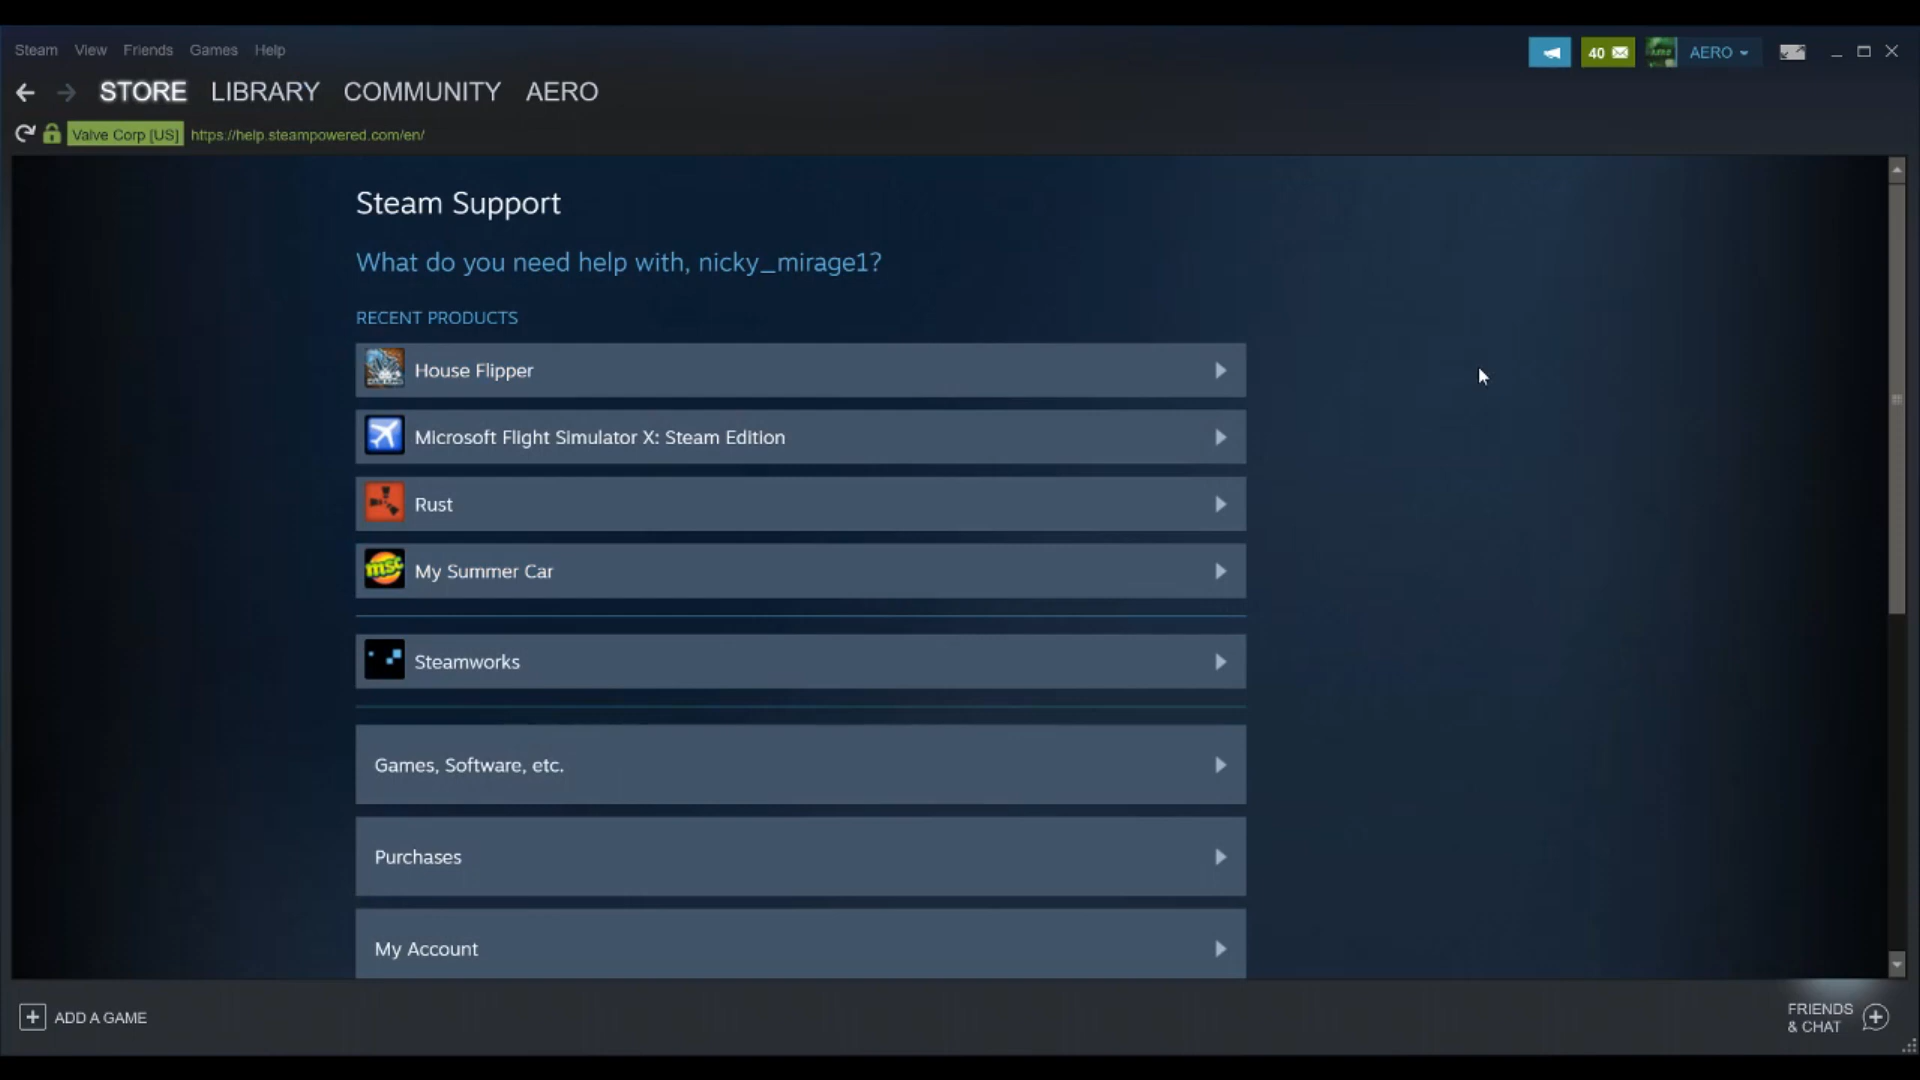 Steam View Friends Games Help
40 AERO
STORE LIBRARY COMMUNITY AERO
Valve Corp [US] https://help.steampowered.com/en/
Steam Support
What do you need help with, nicky_mirage1?
RECENT PRODUCTS
House Flipper
Microsoft Flight Simulator X: Steam Edition
Rust
msc
My Summer Car
Steamworks
Games, Software, etc.
Purchases
My Account
ADD A GAME
FRIENDS
& CHAT